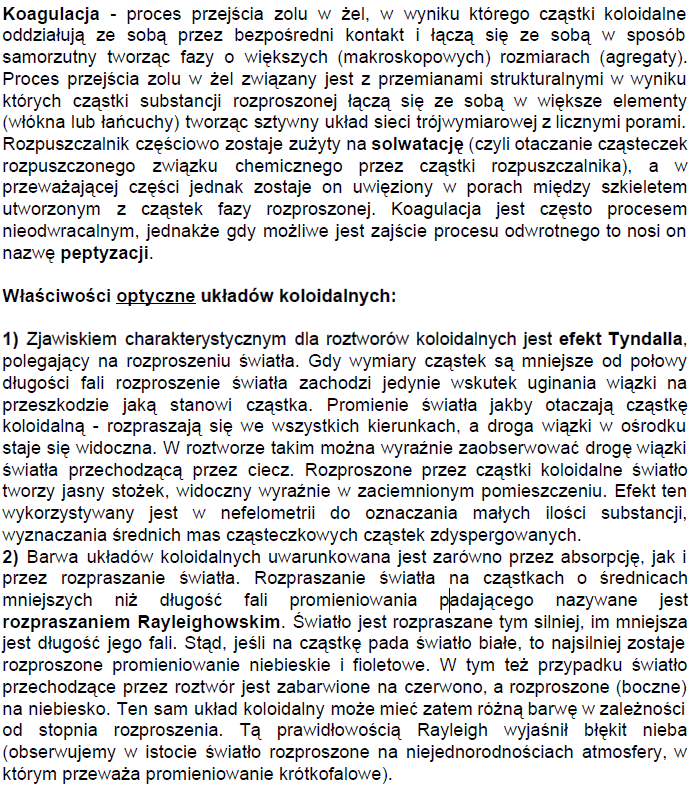 Koagulacja - proces przejścia zolu w żel, w wyniku którego cząstki koloidalne
oddziałują ze sobą przez bezpośredni kontakt i łączą się ze sobą w sposób
samorzutny tworząc fazy o większych (makroskopowych) rozmiarach (agregaty).
Proces przejścia zolu w żel związany jest z przemianami strukturalnymi w wyniku
których cząstki substancji rozproszonej łączą się ze sobą w większe elementy
(włókna lub łańcuchy) tworząc sztywny układ sieci trójwymiarowej z licznymi porami.
Rozpuszczalnik częściowo zostaje zużyty na solwatację (czyli otaczanie cząsteczek
rozpuszczonego związku chemicznego przez cząstki rozpuszczalnika), a w
przeważającej części jednak zostaje on uwięziony w porach między szkieletem
utworzonym z cząstek fazy rozproszonej. Koagulacja jest często procesem
nieodwracalnym, jednakże gdy możliwe jest zajście procesu odwrotnego to nosi on
nazwę peptyzacji.
Właściwości optyczne układów koloidalnych:
1) Zjawiskiem charakterystycznym dla roztworów koloidalnych jest efekt Tyndalla,
polegający na rozproszeniu światła. Gdy wymiary cząstek są mniejsze od połowy
długości fali rozproszenie światła zachodzi jedynie wskutek uginania wiązki na
przeszkodzie jaką stanowi cząstka. Promienie światła jakby otaczają cząstkę
koloidalną - rozpraszają się we wszystkich kierunkach, a droga wiązki w ośrodku
staje się widoczna. W roztworze takim można wyraźnie zaobserwować drogę wiązki
światła przechodzącą przez ciecz. Rozproszone przez cząstki koloidalne światło
tworzy jasny stożek, widoczny wyraźnie w zaciemnionym pomieszczeniu. Efekt ten
wykorzystywany jest w nefelometrii do oznaczania małych ilości substancji,
wyznaczania średnich mas cząsteczkowych cząstek zdyspergowanych.
2) Barwa układów koloidalnych uwarunkowana jest zarówno przez absorpcję, jak i
przez rozpraszanie światła. Rozpraszanie światła na cząstkach o średnicach
mniejszych niż długość fali promieniowania padającego nazywane jest
rozpraszaniem Rayleighowskim. Światło jest rozpraszane tym silniej, im mniejsza
jest długość jego fali. Stąd, jeśli na cząstkę pada światło białe, to najsilniej zostaje
rozproszone promieniowanie niebieskie i fioletowe. W tym też przypadku światło
przechodzące przez roztwór jest zabarwione na czerwono, a rozproszone (boczne)
na niebiesko. Ten sam układ koloidalny może mieć zatem różną barwę w zależności
od stopnia rozproszenia. Tą prawidłowością Rayleigh wyjaśnił błękit nieba
(obserwujemy w istocie światło rozproszone na niejednorodnościach atmosfery, w
którym przeważa promieniowanie krótkofalowe).